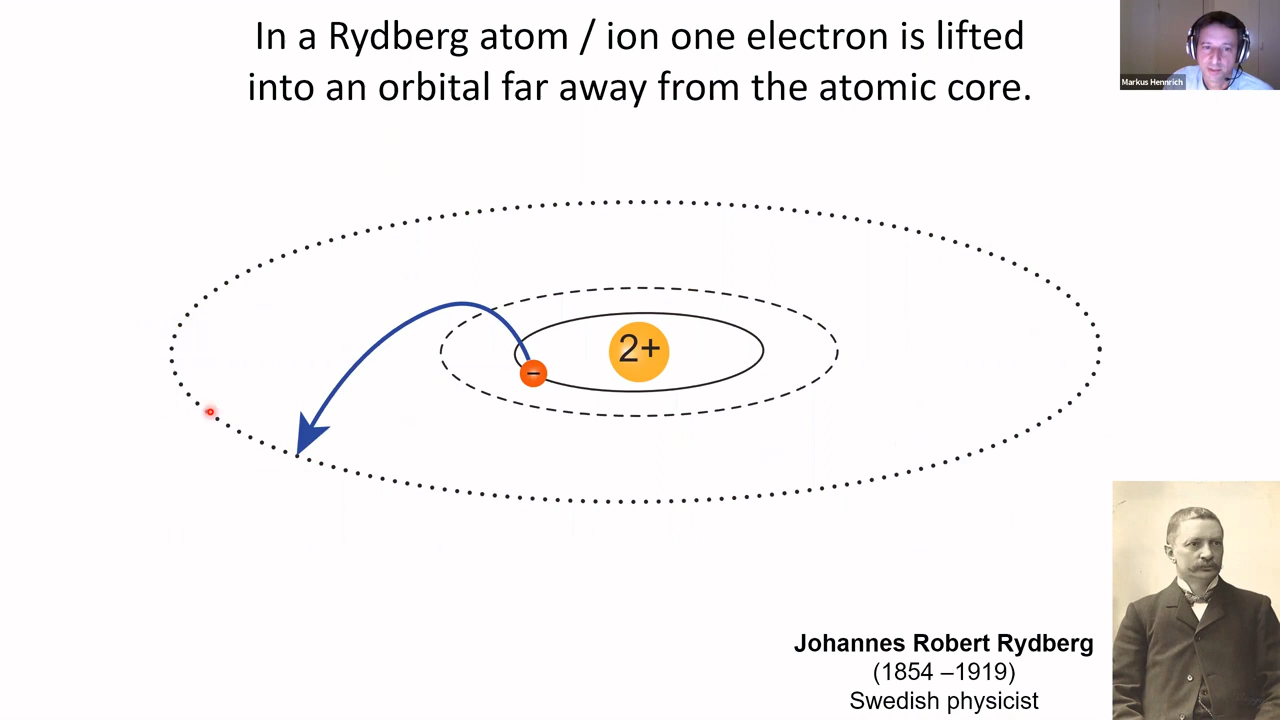 In a Rydberg atom / ion one electron is lifted
into an orbital far away from the atomic core.
Markus Hennrich
2+
−
Johannes Robert Rydberg
(1854 –1919)
Swedish physicist